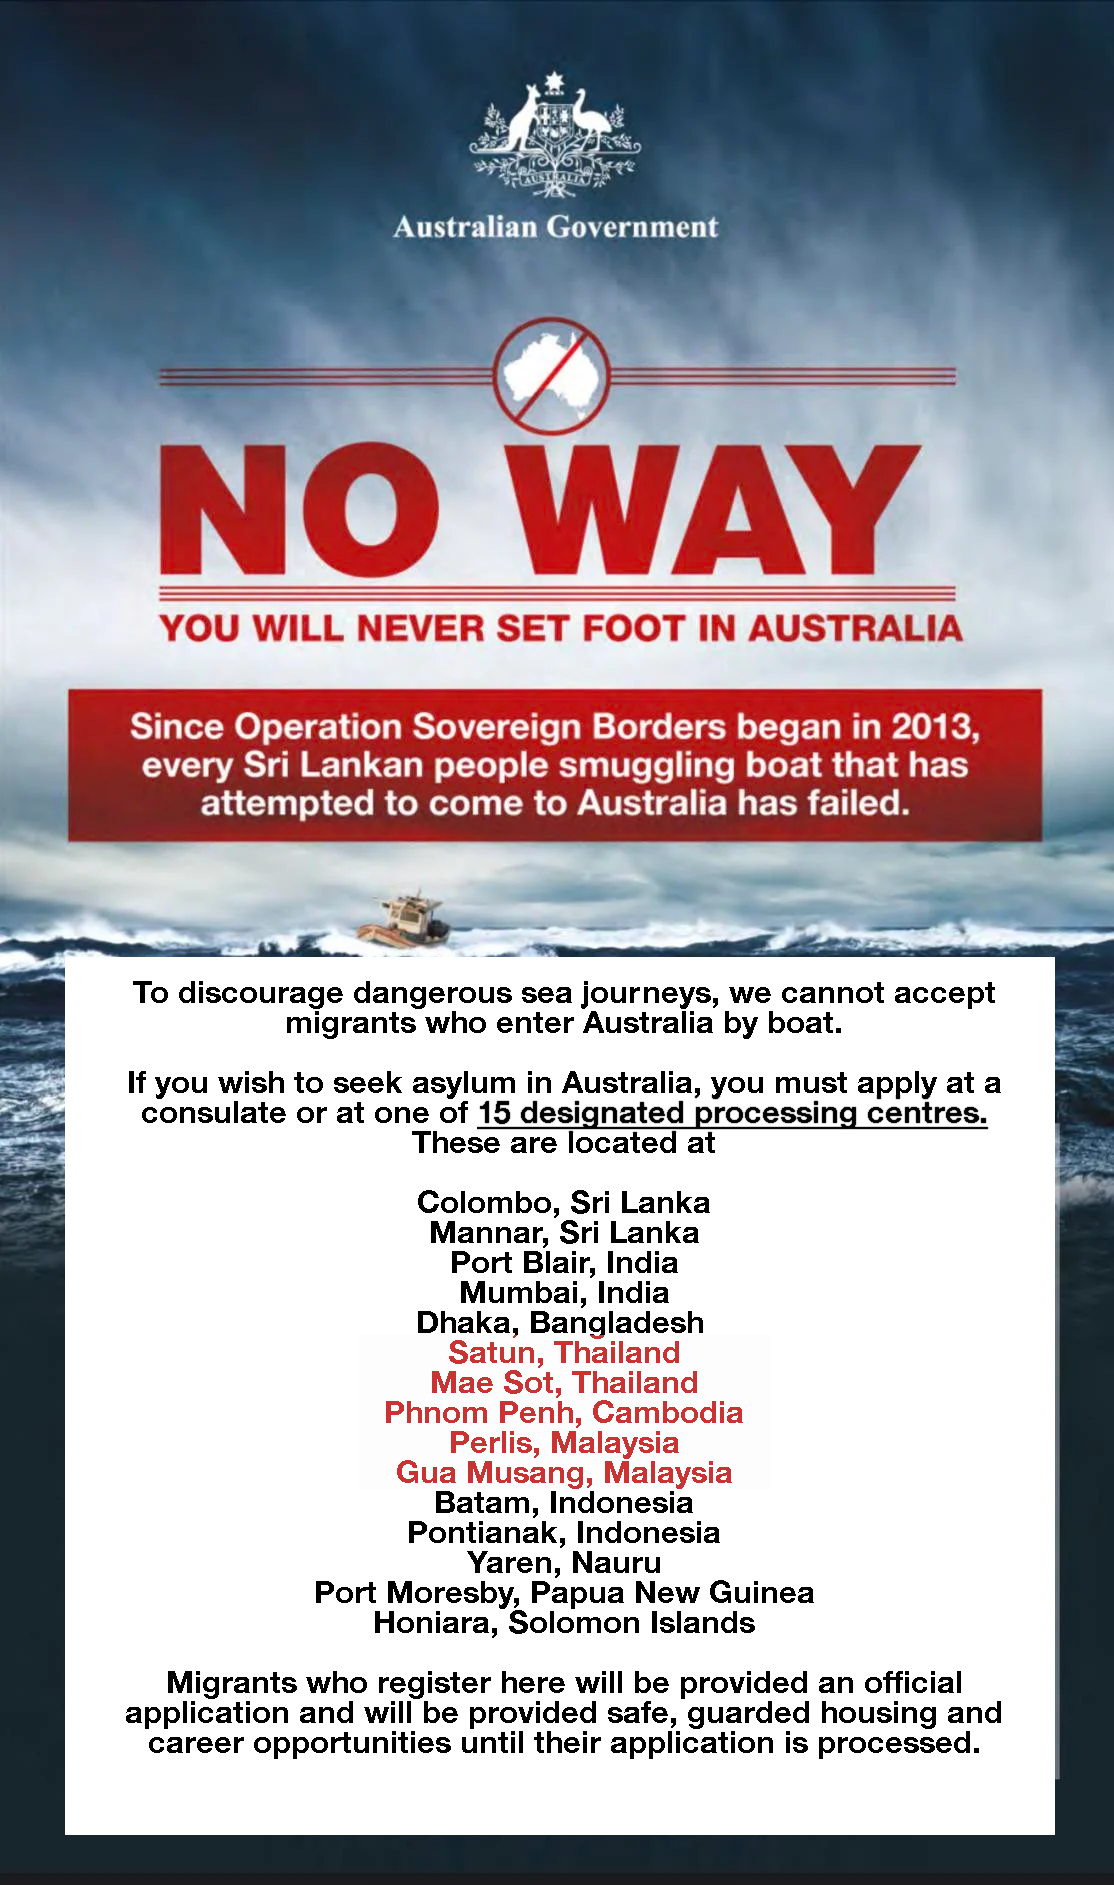 AUSTRALIA
Australian Government
NO WAY
YOU WILL NEVER SET FOOT IN AUSTRALIA
Since Operation Sovereign Borders began in 2013,
every Sri Lankan people smuggling boat that has
attempted to come to Australia has failed.
To discourage dangerous sea journeys, we cannot accept
migrants who enter Australia by boat.
If you wish to seek asylum in Australia, you must apply at a
consulate or at one of 15 designated processing centres.
These are located at
Colombo, Sri Lanka
Mannar, Sri Lanka
Port Blair, India
Mumbai, India
Dhaka, Bangladesh
Satun, Thailand
Mae Sot, Thailand
Phnom Penh, Cambodia
Perlis, Malaysia
Gua Musang, Malaysia
Batam, Indonesia
Pontianak, Indonesia
Yaren, Nauru
Port Moresby, Papua New Guinea
Honiara, Solomon Islands
Migrants who register here will be provided an official
application and will be provided safe, guarded housing and
career opportunities until their application is processed.